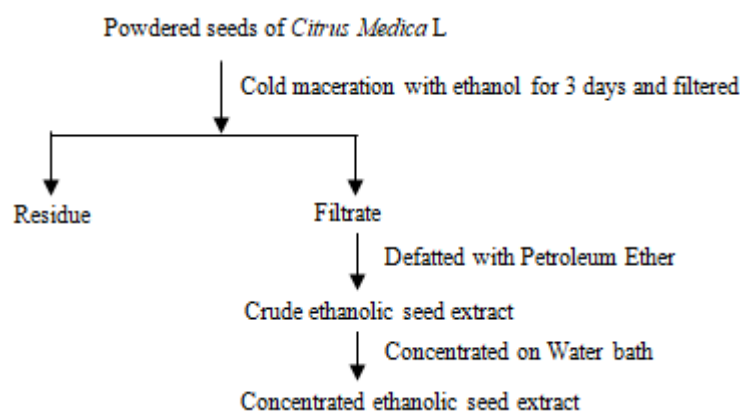 Powdered seeds of Citrus Medica L
Cold maceration with ethanol for 3 days and filtered
Residue
Filtrate
Defatted with Petroleum Ether
Crude ethanolic seed extract
Concentrated on Water bath
Concentrated ethanolic seed extract